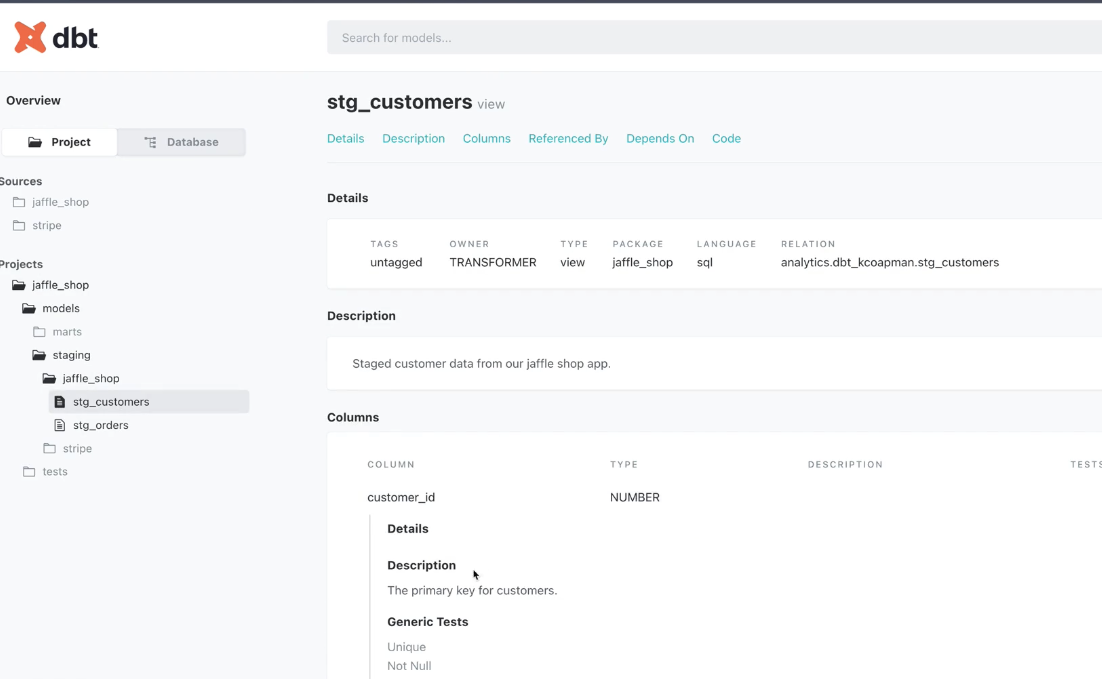 dbt
Search for models...
Overview
Project
Database
Sources
jaffle_shop
stripe
Projects
jaffle_shop
models
marts
staging
jaffle_shop
stg_customers
stg_orders
stripe
tests
stg_customers view
Details Description Columns Referenced By Depends On Code
Details
TAGS OWNER TYPE PACKAGE LANGUAGE RELATION
untagged TRANSFORMER view jaffle_shop sql analytics.dbt_kcoapman.stg_customers
Description
Staged customer data from our jaffle shop app.
Columns
COLUMN TYPE DESCRIPTION TESTS
customer_id NUMBER
Details
Description
The primary key for customers.
Generic Tests
Unique
Not Null